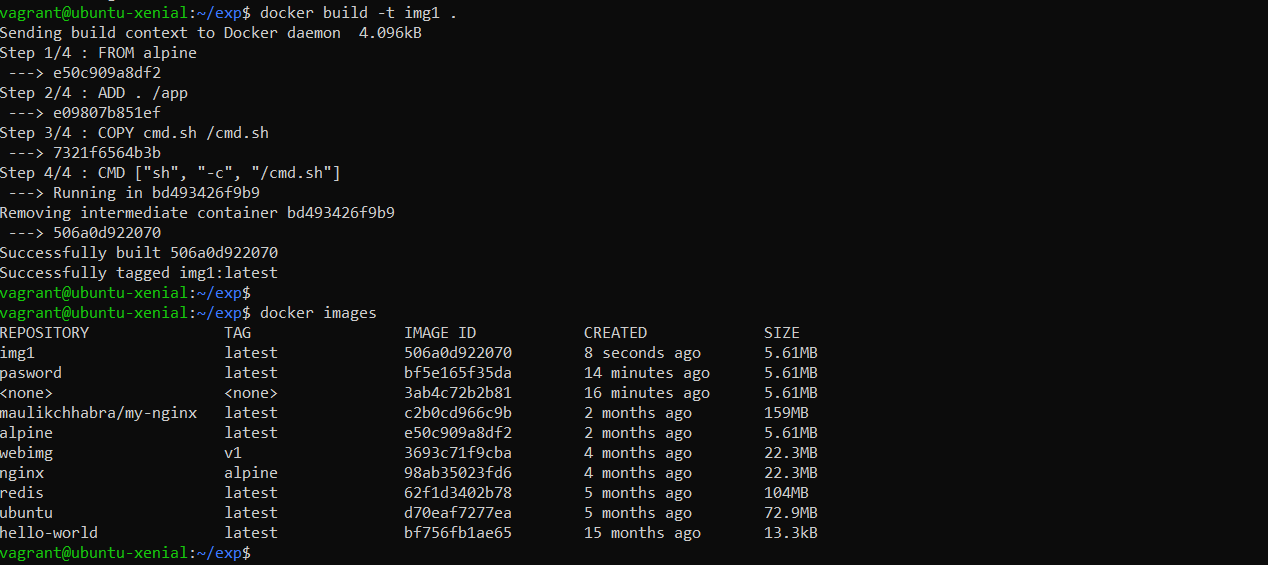 vagrant@ubuntu-xenial:~/exp$ docker build -t img1 .
Sending build context to Docker daemon  4.096kB
Step 1/4 : FROM alpine
 ---> e50c909a8df2
Step 2/4 : ADD . /app
 ---> e09807b851ef
Step 3/4 : COPY cmd.sh /cmd.sh
 ---> 7321f6564b3b
Step 4/4 : CMD ["sh", "-c", "/cmd.sh"]
 ---> Running in bd493426f9b9
Removing intermediate container bd493426f9b9
 ---> 506a0d922070
Successfully built 506a0d922070
Successfully tagged img1:latest
vagrant@ubuntu-xenial:~/exp$
vagrant@ubuntu-xenial:~/exp$ docker images
REPOSITORY               TAG                 IMAGE ID            CREATED             SIZE
img1                     latest              506a0d922070        8 seconds ago       5.61MB
pasword                  latest              bf5e165f35da        14 minutes ago      5.61MB
<none>                   <none>              3ab4c72b2b81        16 minutes ago      5.61MB
maulikchhabra/my-nginx   latest              c2b0cd966c9b        2 months ago        159MB
alpine                   latest              e50c909a8df2        2 months ago        5.61MB
webimg                   v1                  3693c71f9cba        4 months ago        22.3MB
nginx                    alpine              98ab35023fd6        4 months ago        22.3MB
redis                    latest              62f1d3402b78        5 months ago        104MB
ubuntu                   latest              d70eaf7277ea        5 months ago        72.9MB
hello-world              latest              bf756fb1ae65        15 months ago       13.3kB
vagrant@ubuntu-xenial:~/exp$